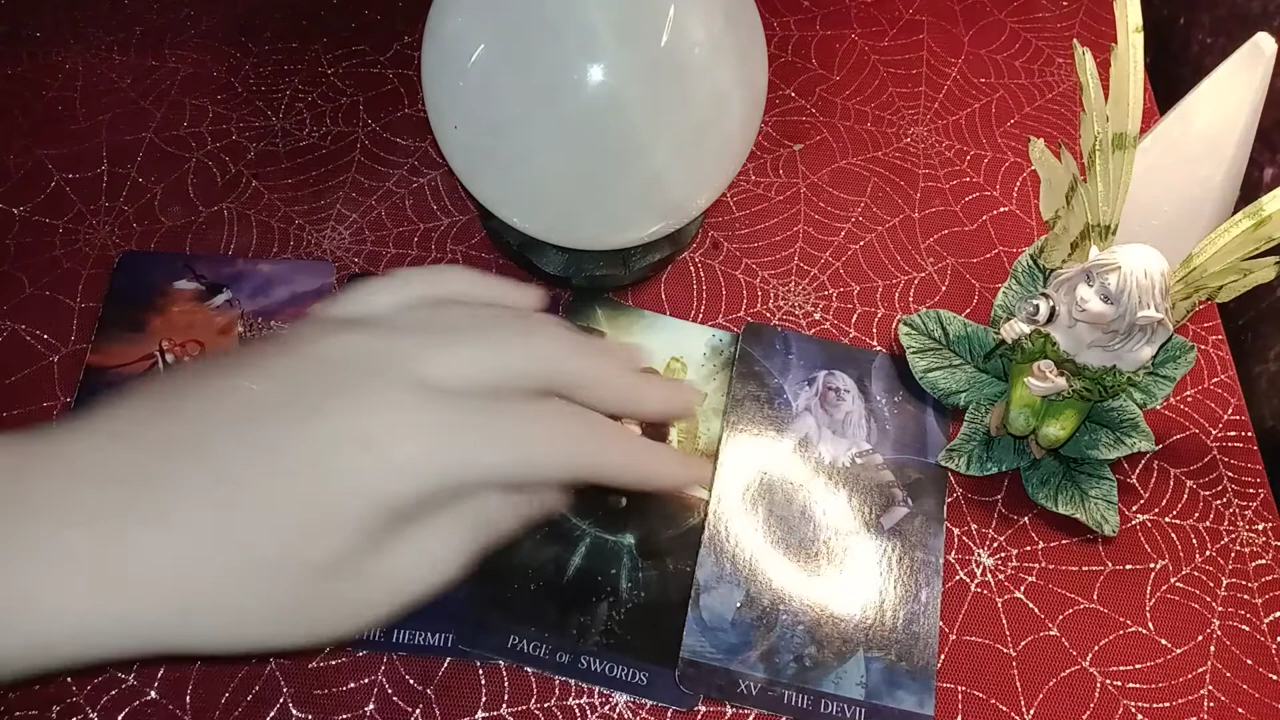 THE HERMIT
PAGE OF SWORDS
XV - THE DEVIL